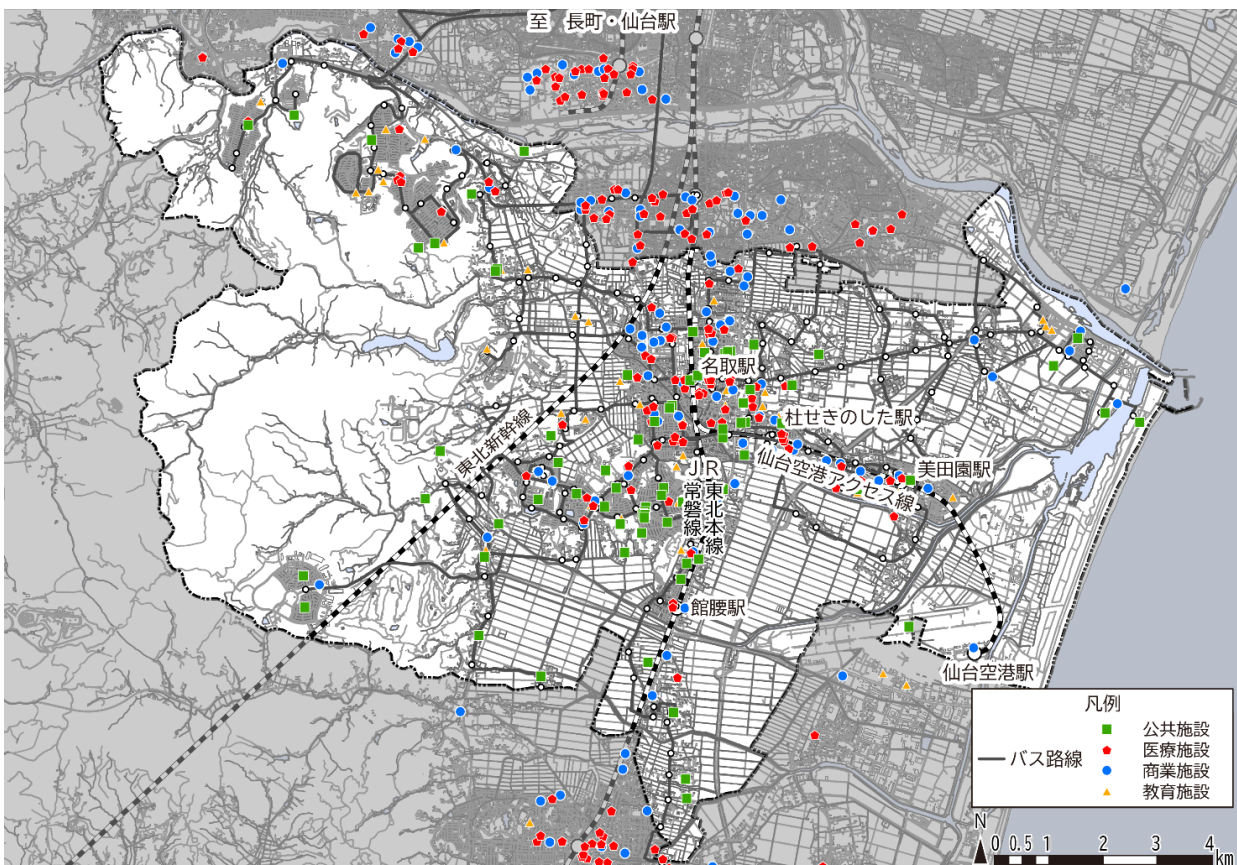 至 長町・仙台駅
名取駅
杜せきのした駅
東北新幹線
仙台空港アクセス線
美田園駅
JR東北本線
常磐線
館腰駅
仙台空港駅
凡例
バス路線
公共施設
医療施設
商業施設
教育施設
N
0 0.5 1 2 3 4 km